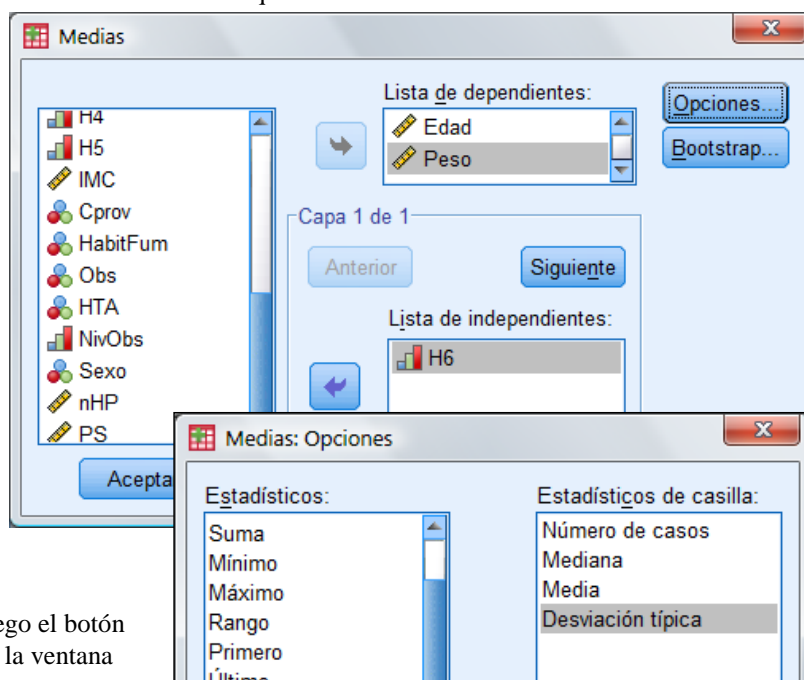 Medias
Lista de dependientes:
Opciones...
Edad
Peso
Bootstrap...
H4
H5
IMC
Cprov
HabitFum
Obs
HTA
NivObs
Sexo
nHP
PS
Capa 1 de 1
Anterior
Siguiente
Lista de independientes:
H6
Acepta
Medias: Opciones
Estadísticos:
Suma
Mínimo
Máximo
Rango
Primero
Último
Estadísticos de casilla:
Número de casos
Mediana
Media
Desviación típica
ego el botón
la ventana